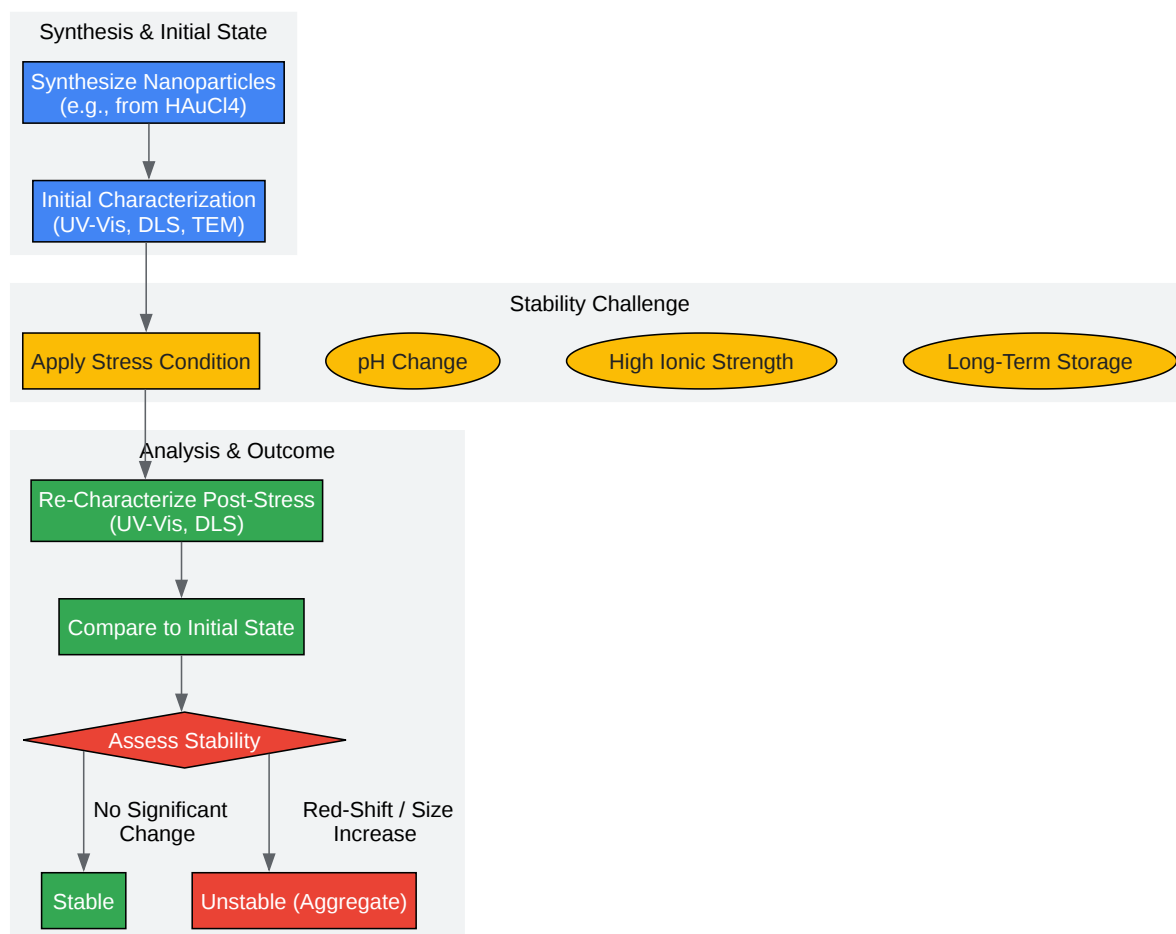 Synthesis & Initial State
Synthesize Nanoparticles
(e.g., from HAuCl4)
Initial Characterization
(UV-Vis, DLS, TEM)
Stability Challenge
Apply Stress Condition
pH Change
High Ionic Strength
Long-Term Storage
Analysis & Outcome
Re-Characterize Post-Stress
(UV-Vis, DLS)
Compare to Initial State
Assess Stability
No Significant
Change
Red-Shift / Size
Increase
Stable
Unstable (Aggregate)